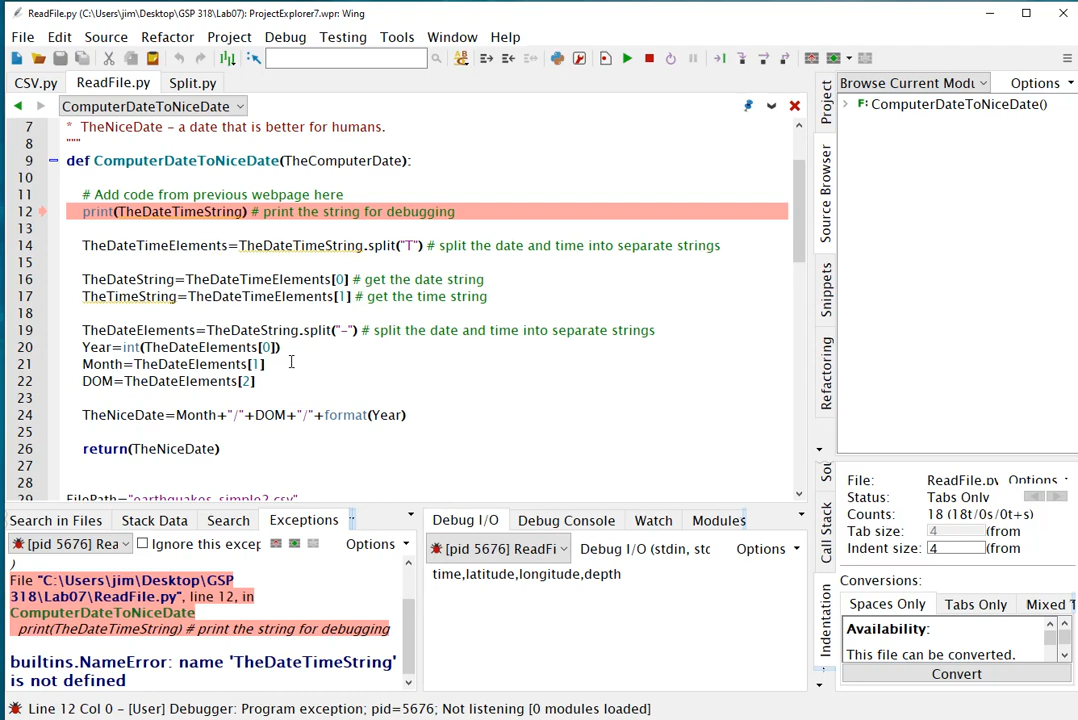 ReadFile.py (C:\Users\jim\Desktop\GSP 318\Lab07): ProjectExplorer7.wpr: Wing
File Edit Source Refactor Project Debug Testing Tools Window Help
CSV.py ReadFile.py Split.py
ComputerDateToNiceDate
7 * TheNiceDate - a date that is better for humans.
8 """
9 def ComputerDateToNiceDate(TheComputerDate):
10
11 # Add code from previous webpage here
12 print(TheDateTimeString) # print the string for debugging
13
14 TheDateTimeElements=TheDateTimeString.split("T") # split the date and time into separate strings
15
16 TheDateString=TheDateTimeElements[0] # get the date string
17 TheTimeString=TheDateTimeElements[1] # get the time string
18
19 TheDateElements=TheDateString.split("-") # split the date and time into separate strings
20 Year=int(TheDateElements[0])
21 Month=TheDateElements[1]
22 DOM=TheDateElements[2]
23
24 TheNiceDate=Month+"/"+DOM+"/"+format(Year)
25
26 return(TheNiceDate)
27
28
29 FilePath="earthquakes_simple2.csv"
Browse Current Modu Options
F: ComputerDateToNiceDate()
Project
Source Browser
Snippets
Refactoring
Search in Files Stack Data Search Exceptions
[pid 5676] Rea Ignore this excep Options
)
File "C:\Users\jim\Desktop\GSP
318\Lab07\ReadFile.py", line 12, in
ComputerDateToNiceDate
print(TheDateTimeString) # print the string for debugging
builtins.NameError: name 'TheDateTimeString'
is not defined
Debug I/O Debug Console Watch Modules
[pid 5676] ReadFi Debug I/O (stdin, stdc Options
time,latitude,longitude,depth
Sou
Call Stack
Indentation
File: ReadFile.py Options
Status: Tabs Only
Counts: 18 (18t/0s/0t+s)
Tab size: 4 (from
Indent size: 4 (from
Conversions:
Spaces Only Tabs Only Mixed T
Availability:
This file can be converted.
Convert
Line 12 Col 0 - [User] Debugger: Program exception; pid=5676; Not listening [0 modules loaded]